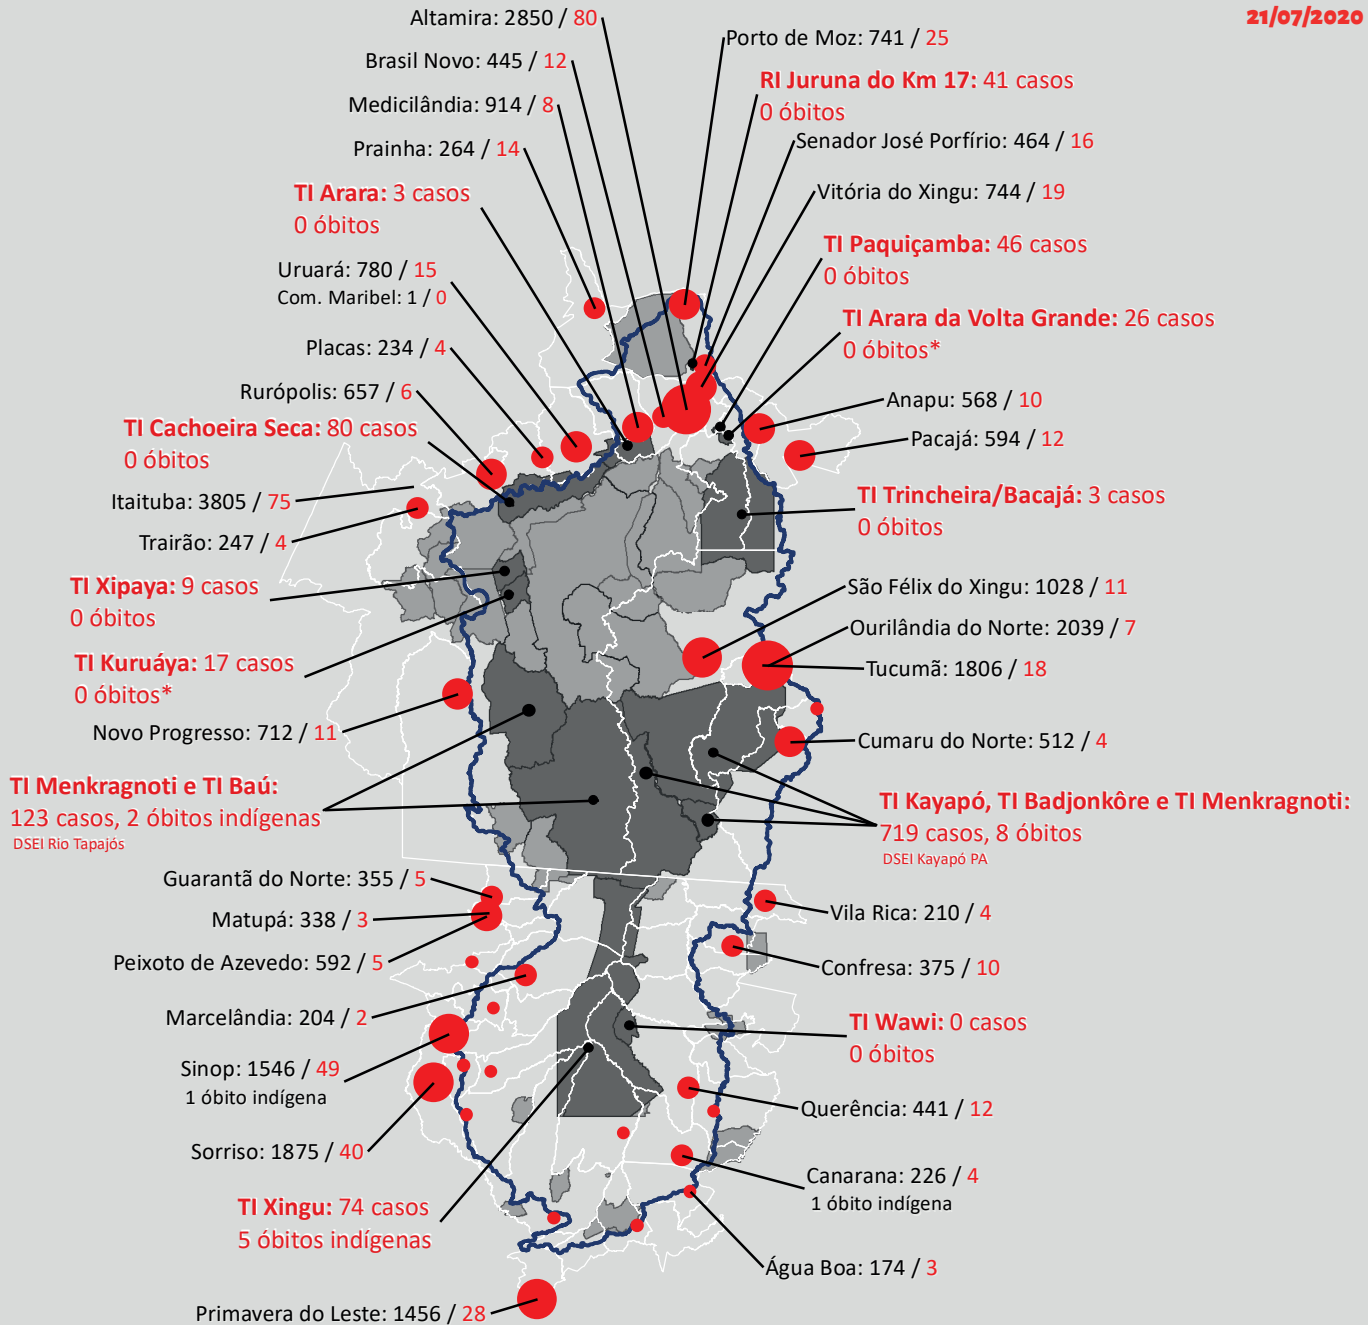 21/07/2020
Altamira: 2850 / 80
Brasil Novo: 445 / 12
Medicilândia: 914 / 8
Prainha: 264 / 14
TI Arara: 3 casos
0 óbitos
Uruará: 780 / 15
Com. Maribel: 1 / 0
Placas: 234 / 4
Rurópolis: 657 / 6
TI Cachoeira Seca: 80 casos
0 óbitos
Itaituba: 3805 / 75
Trairão: 247 / 4
TI Xipaya: 9 casos
0 óbitos
TI Kuruáya: 17 casos
0 óbitos*
Novo Progresso: 712 / 11
TI Menkragnoti e TI Baú:
123 casos, 2 óbitos indígenas
DSEI Rio Tapajós
Guarantã do Norte: 355 / 5
Matupá: 338 / 3
Peixoto de Azevedo: 592 / 5
Marcelândia: 204 / 2
Sinop: 1546 / 49
1 óbito indígena
Sorriso: 1875 / 40
TI Xingu: 74 casos
5 óbitos indígenas
Primavera do Leste: 1456 / 28
Porto de Moz: 741 / 25
RI Juruna do Km 17: 41 casos
0 óbitos
Senador José Porfírio: 464 / 16
Vitória do Xingu: 744 / 19
TI Paquiçamba: 46 casos
0 óbitos
TI Arara da Volta Grande: 26 casos
0 óbitos*
Anapu: 568 / 10
Pacajá: 594 / 12
TI Trincheira/Bacajá: 3 casos
0 óbitos
São Félix do Xingu: 1028 / 11
Ourilândia do Norte: 2039 / 7
Tucumã: 1806 / 18
Cumaru do Norte: 512 / 4
TI Kayapó, TI Badjonkôre e TI Menkragnoti:
719 casos, 8 óbitos
DSEI Kayapó PA
Vila Rica: 210 / 4
Confresa: 375 / 10
TI Wawi: 0 casos
0 óbitos
Querência: 441 / 12
Canarana: 226 / 4
1 óbito indígena
Água Boa: 174 / 3